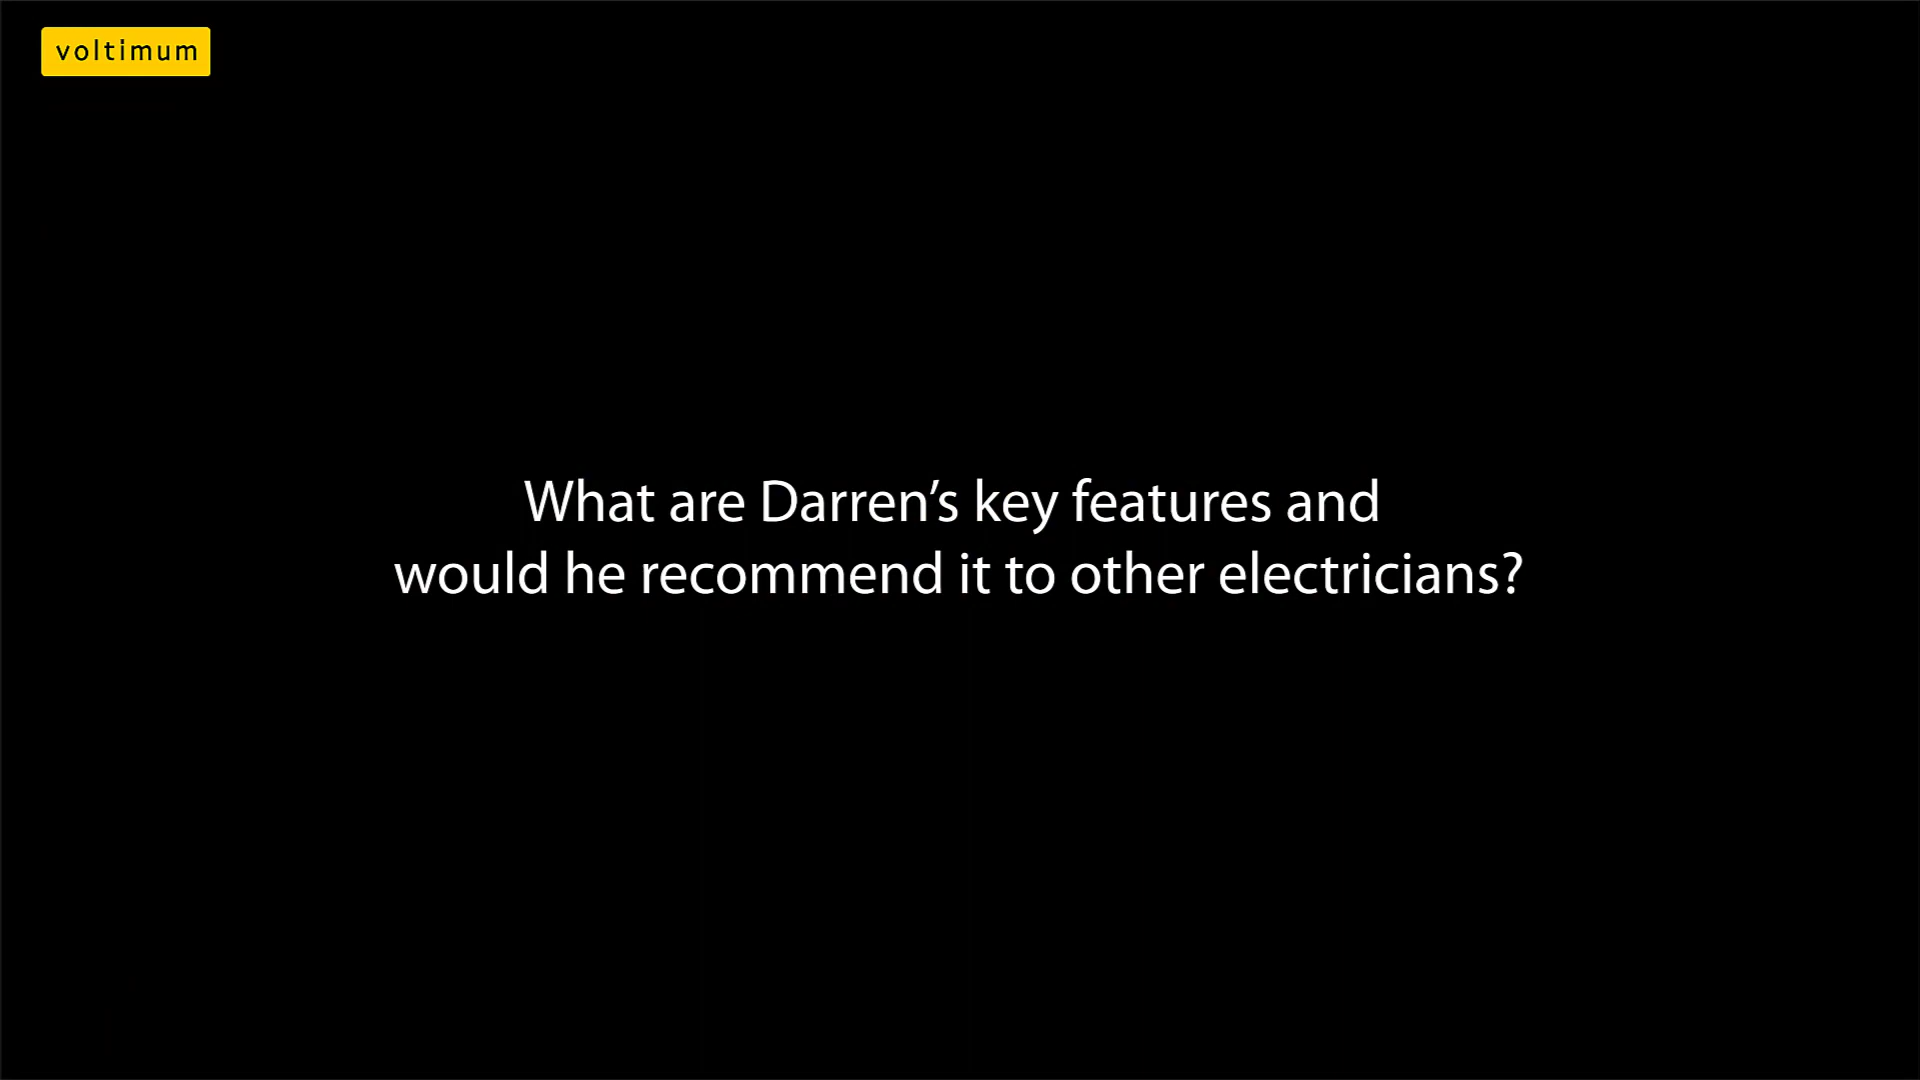 voltimum
What are Darren’s key features and
would he recommend it to other electricians?